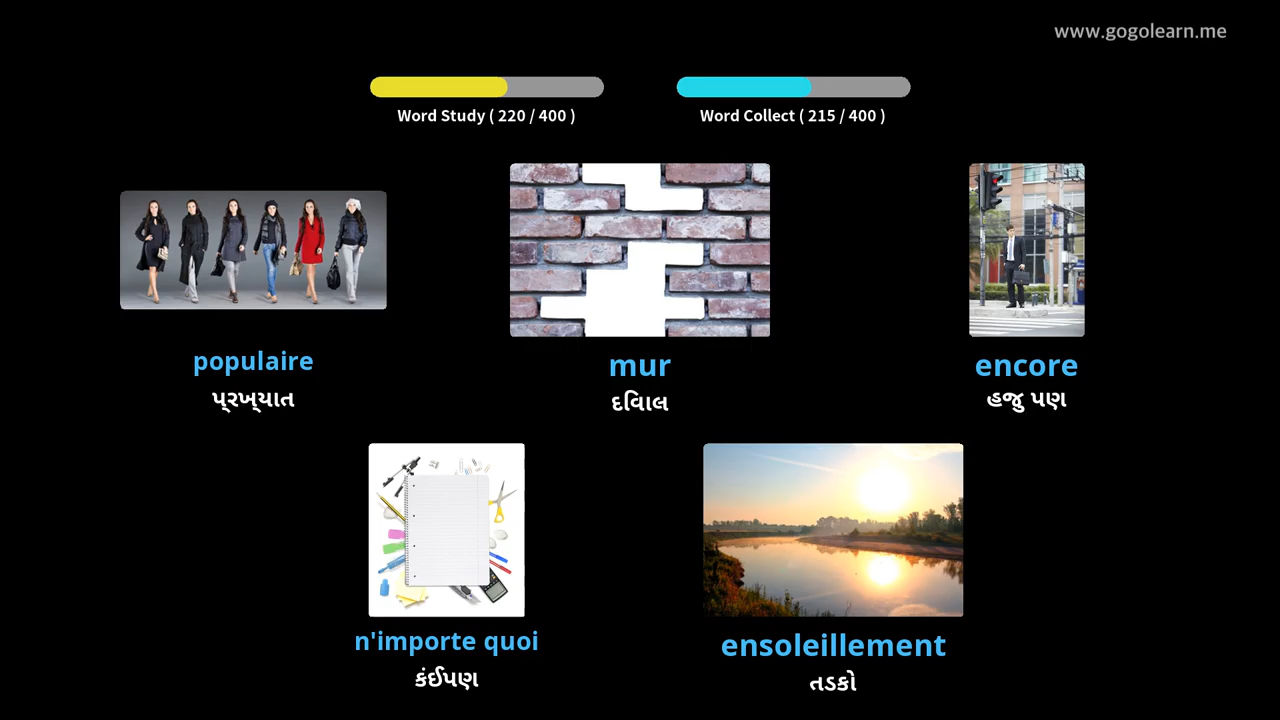 www.gogolearn.me
Word Study ( 220 / 400 )
Word Collect ( 215 / 400 )
populaire
પ્રખ્યાત
mur
દિવાલ
encore
હજુ પણ
n'importe quoi
કંઈપણ
ensoleillement
તડકો